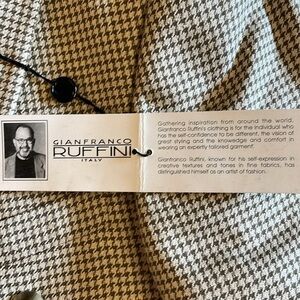 GIANFRANCO
RUFFINI
ITALY
Gathering inspiration from around the world,
Gianfranco Ruffini's clothing is for the individual who
has the self-confidence to be different, the vision of
great styling and the knowledge and comfort in
wearing an expertly tailored garment.
Gianfranco Ruffini, known for his self-expression in
creative textures and tones in fine fabrics, has
distinguished himself as an artist of fashion.